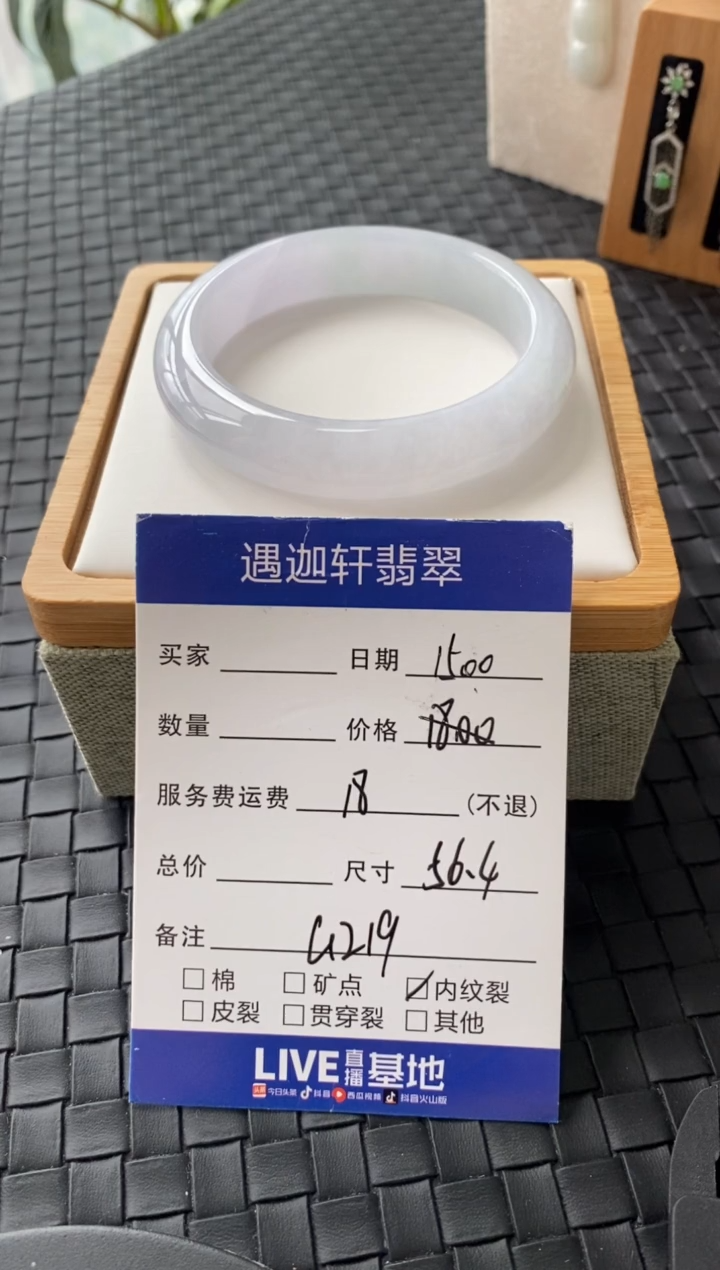 遇迦轩翡翠
买家 日期 1500
数量 价格 1800
服务费运费 18 (不退)
总价 尺寸 56.4
备注 G219
棉 矿点 内纹裂
皮裂 贯穿裂 其他
LIVE直播基地
头条 今日头条 抖音 西瓜视频 抖音火山版